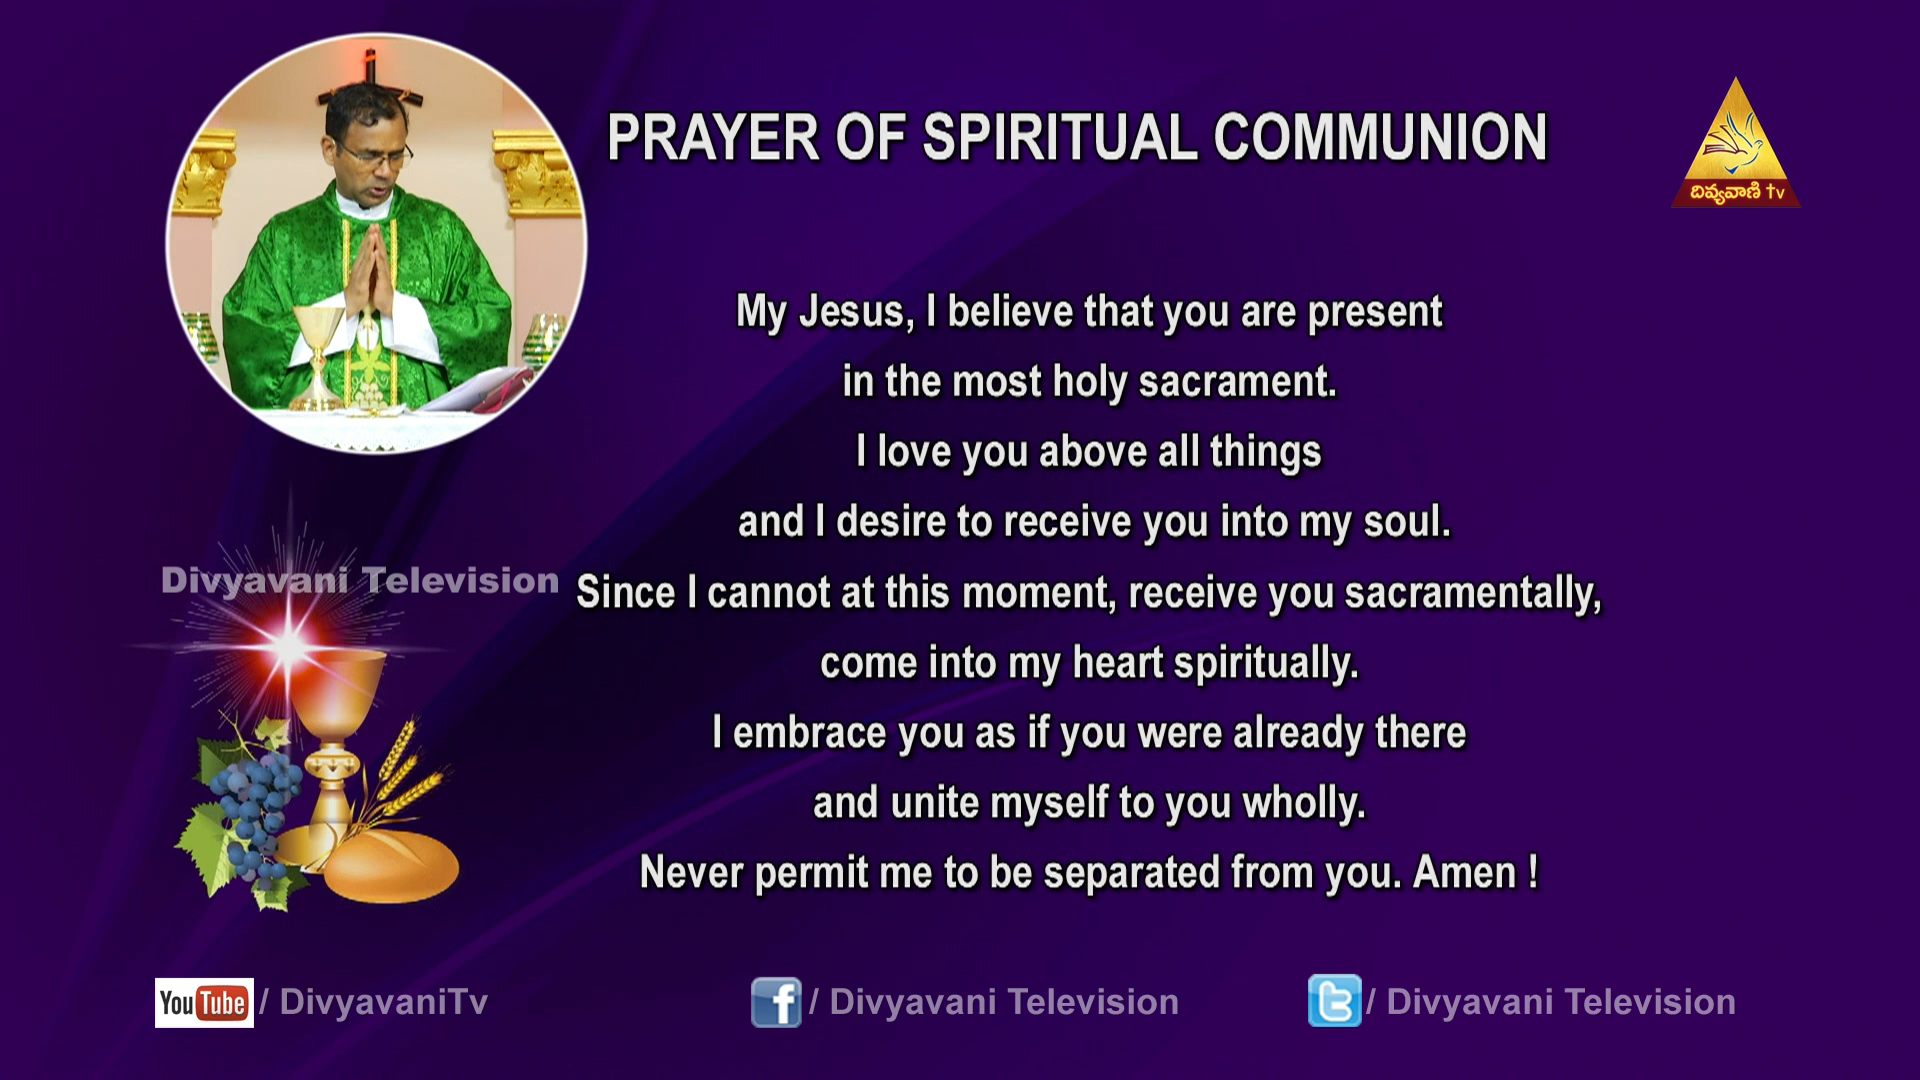 PRAYER OF SPIRITUAL COMMUNION
దివ్యవాణి tv
My Jesus, I believe that you are present
in the most holy sacrament.
I love you above all things
and I desire to receive you into my soul.
Divyavani Television
Since I cannot at this moment, receive you sacramentally,
come into my heart spiritually.
I embrace you as if you were already there
and unite myself to you wholly.
Never permit me to be separated from you. Amen !
YouTube / DivyavaniTv
f / Divyavani Television
t / Divyavani Television